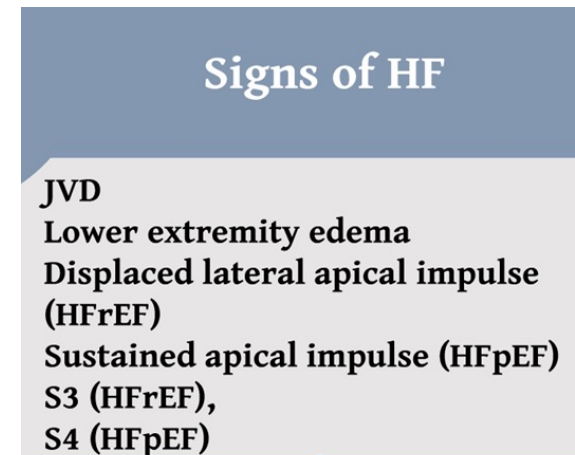 Signs of HF
JVD
Lower extremity edema
Displaced lateral apical impulse
(HFrEF)
Sustained apical impulse (HFpEF)
S3 (HFrEF),
S4 (HFpEF)